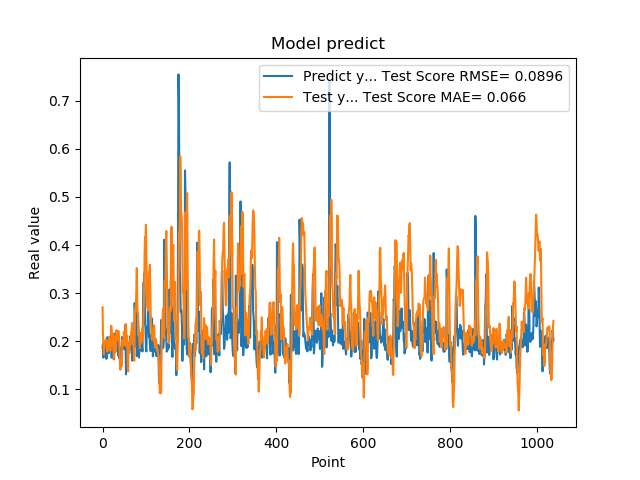 Model predict
Predict y... Test Score RMSE= 0.0896
Test y... Test Score MAE= 0.066
0.7
0.6
0.5
0.4
0.3
0.2
0.1
Real value
0 200 400 600 800 1000
Point